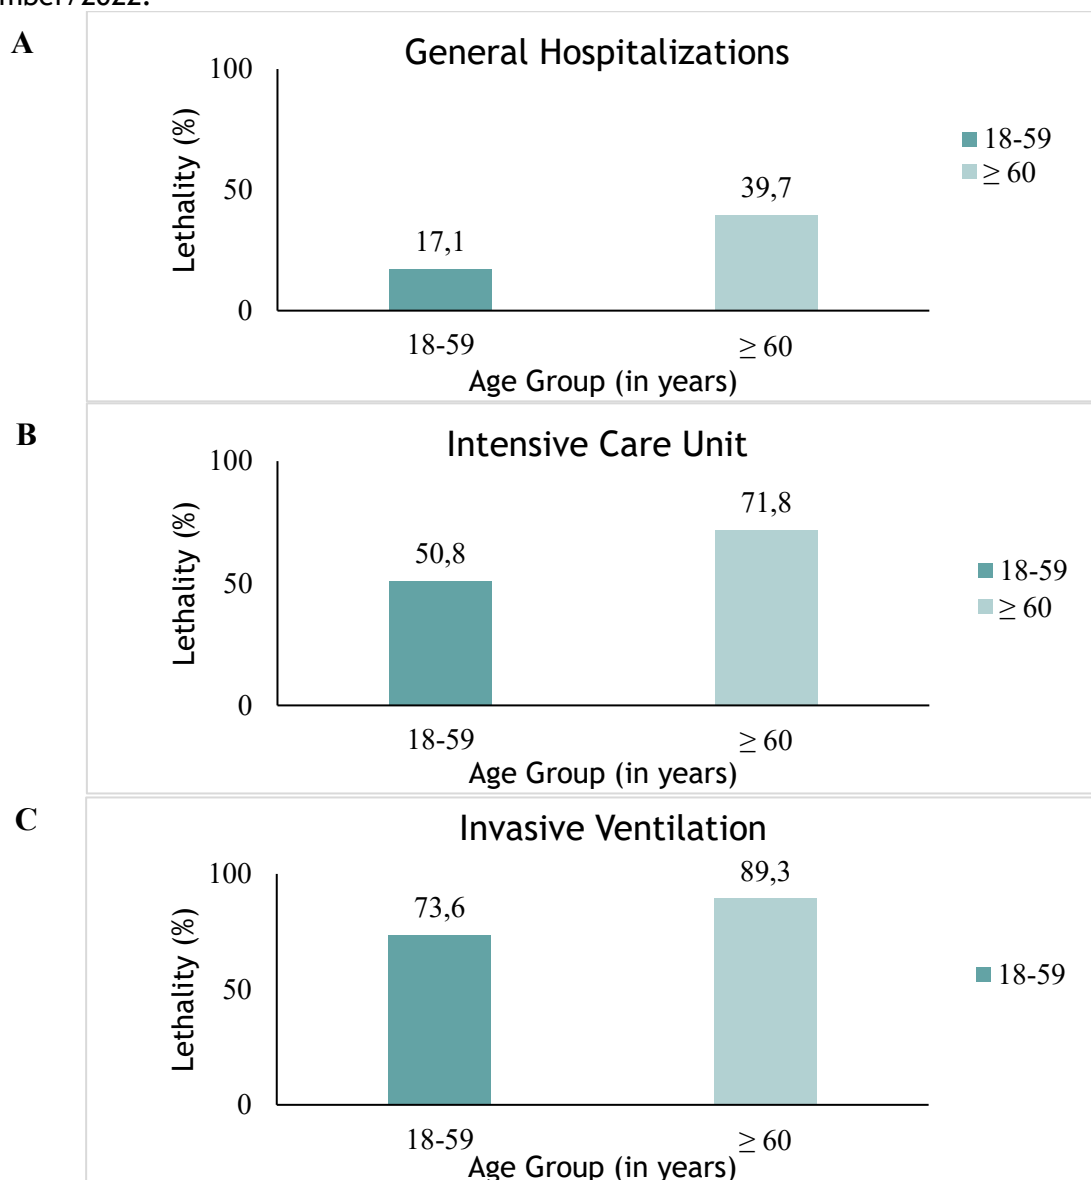 mber/2022.
A
General Hospitalizations
100
50
0
Lethality (%)
17,1
39,7
18-59
≥ 60
Age Group (in years)
18-59
≥ 60
B
Intensive Care Unit
100
50
0
Lethality (%)
50,8
71,8
18-59
≥ 60
Age Group (in years)
18-59
≥ 60
C
Invasive Ventilation
100
50
0
Lethality (%)
73,6
89,3
18-59
≥ 60
Age Group (in years)
18-59